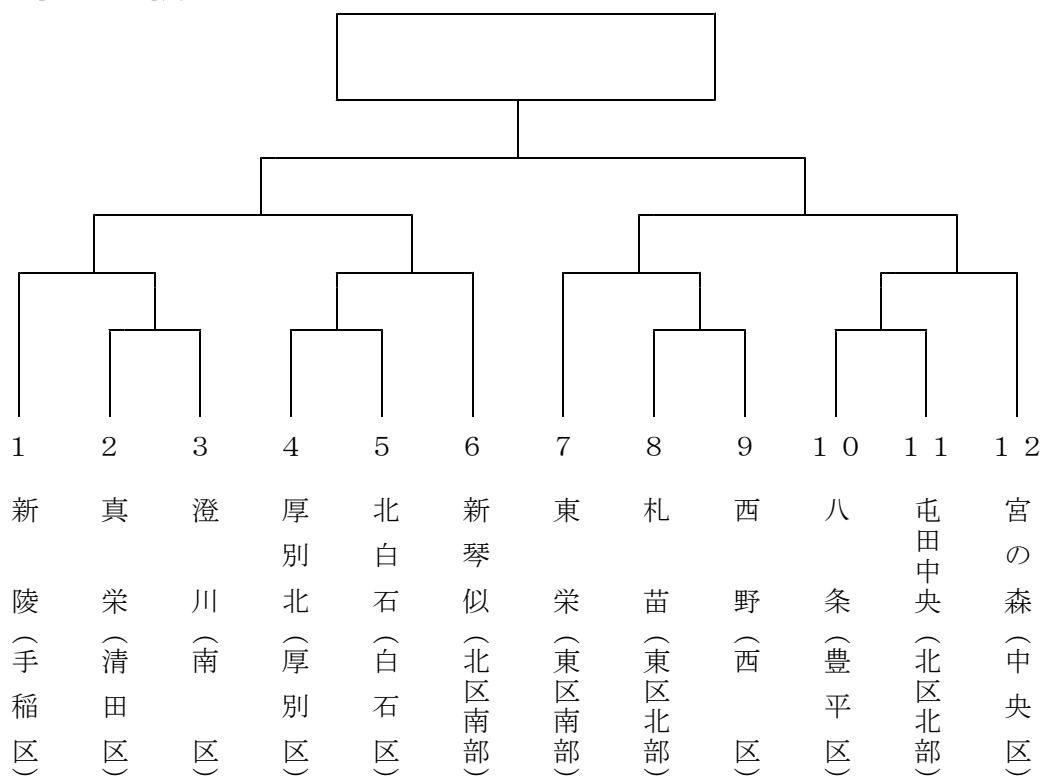 1
新陵(手稲区)
2
真栄(清田区)
3
澄川(南区)
4
厚別北(厚別区)
5
北白石(白石区)
6
新琴似(北区南部)
7
東栄(東区南部)
8
札苗(東区北部)
9
西野(西区)
10
八条(豊平区)
11
屯田中央(北区北部)
12
宮の森(中央区)